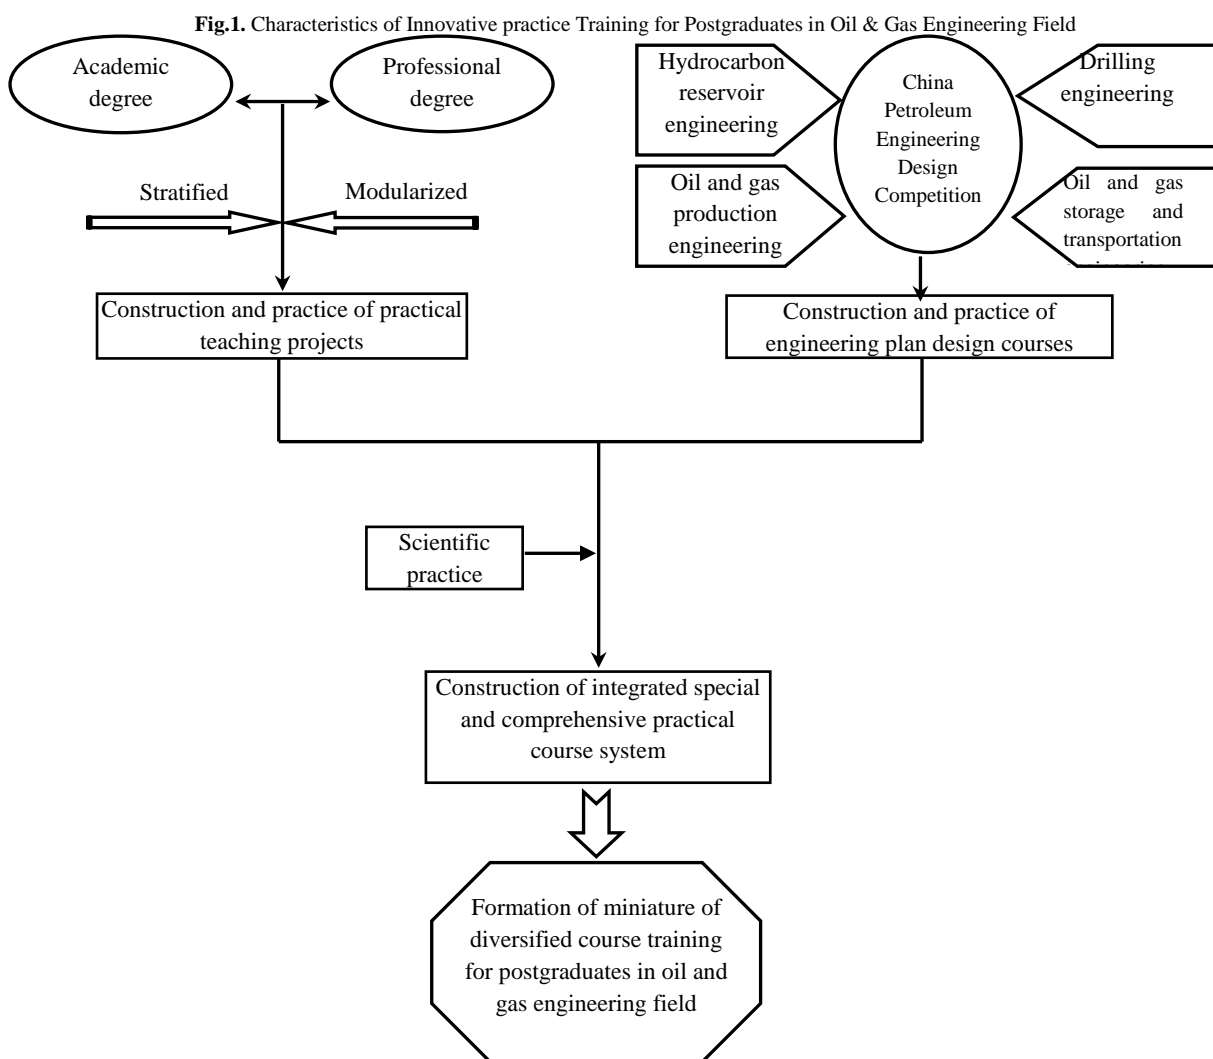 Fig.1. Characteristics of Innovative practice Training for Postgraduates in Oil & Gas Engineering Field
Academic
degree
Professional
degree
Stratified
Modularized
Construction and practice of practical
teaching projects
Hydrocarbon
reservoir
engineering
Oil and gas
production
engineering
China
Petroleum
Engineering
Design
Competition
Drilling
engineering
Oil and gas
storage and
transportation
Construction and practice of
engineering plan design courses
Scientific
practice
Construction of integrated special
and comprehensive practical
course system
Formation of miniature of
diversified course training
for postgraduates in oil and
gas engineering field